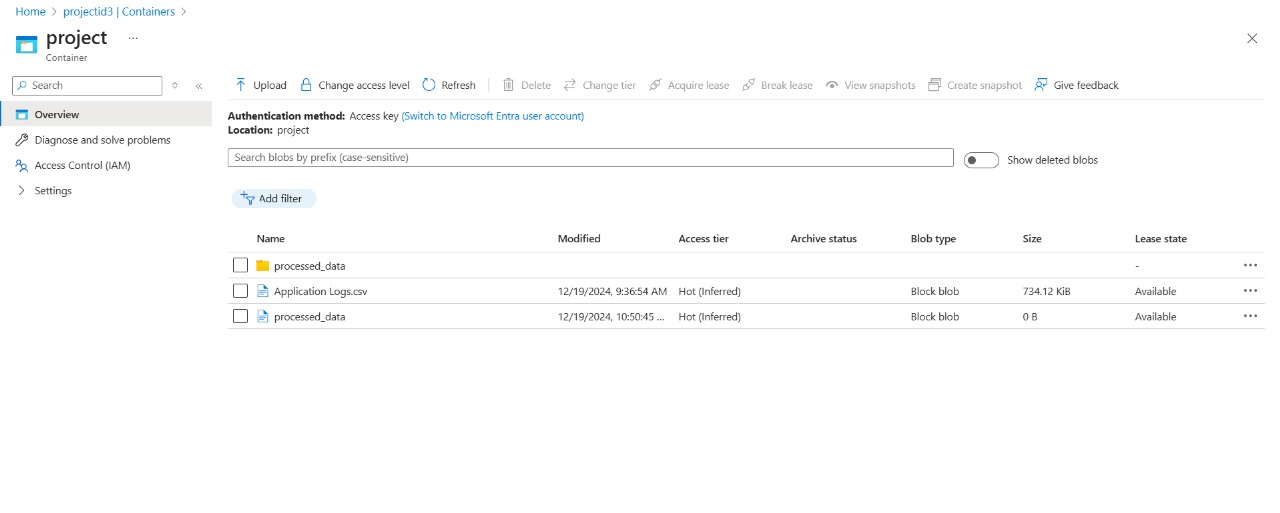 Home > projectid3 | Containers >
project ...
Container
Search
Upload Change access level Refresh Delete Change tier Acquire lease Break lease View snapshots Create snapshot Give feedback
Overview
Diagnose and solve problems
Access Control (IAM)
Settings
Authentication method: Access key (Switch to Microsoft Entra user account)
Location: project
Search blobs by prefix (case-sensitive)
Show deleted blobs
Add filter
Name Modified Access tier Archive status Blob type Size Lease state
processed_data -
Application Logs.csv 12/19/2024, 9:36:54 AM Hot (Inferred) Block blob 734.12 KiB Available
processed_data 12/19/2024, 10:50:45 ... Hot (Inferred) Block blob 0 B Available